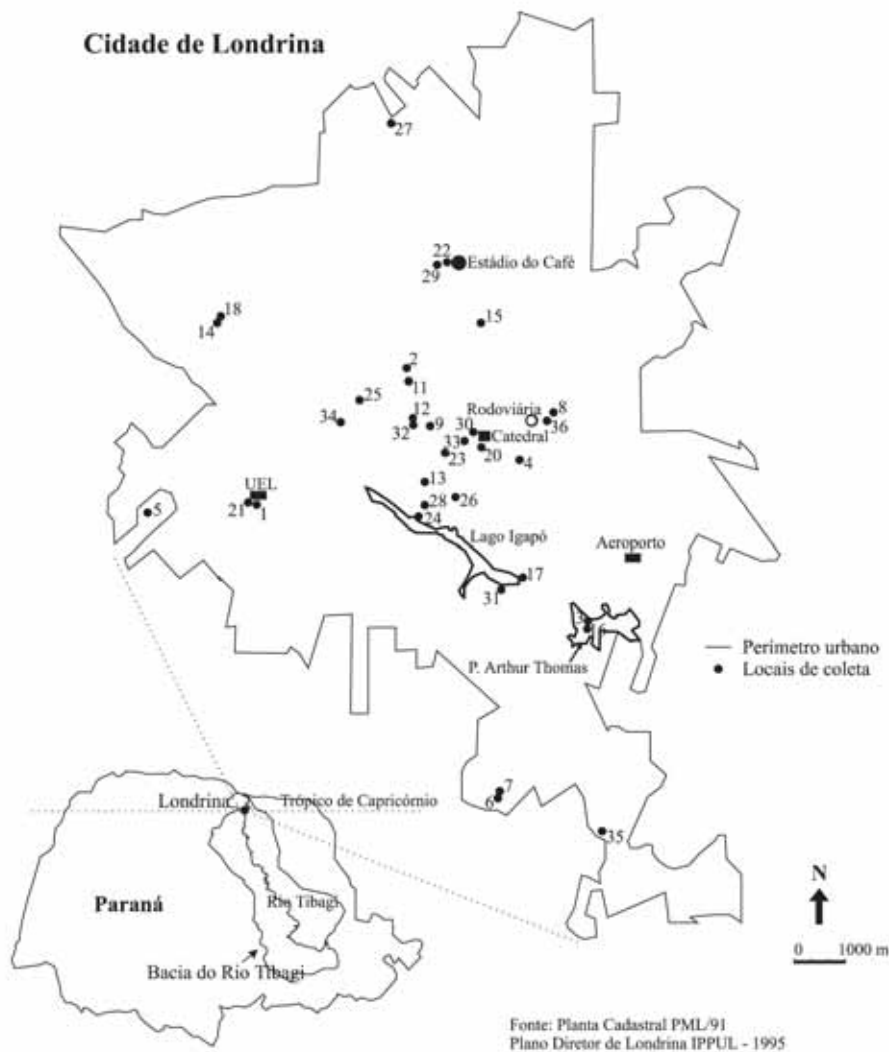 Cidade de Londrina
27
22
Estádio do Café
29
18
14
15
2
11
25
12
Rodoviária
8
34
32
9
30
36
Catedral
33
20
23
4
13
UEL
26
5
21
1
28
24
Lago Igapó
Aeroporto
17
31
3
Perímetro urbano
P. Arthur Thomas
Locais de coleta
7
6
Londrina
Trópico de Capricórnio
35
N
Paraná
Rio Tibagi
0 1000 m
Bacia do Rio Tibagi
Fonte: Planta Cadastral PML/91
Plano Diretor de Londrina IPPUL - 1995